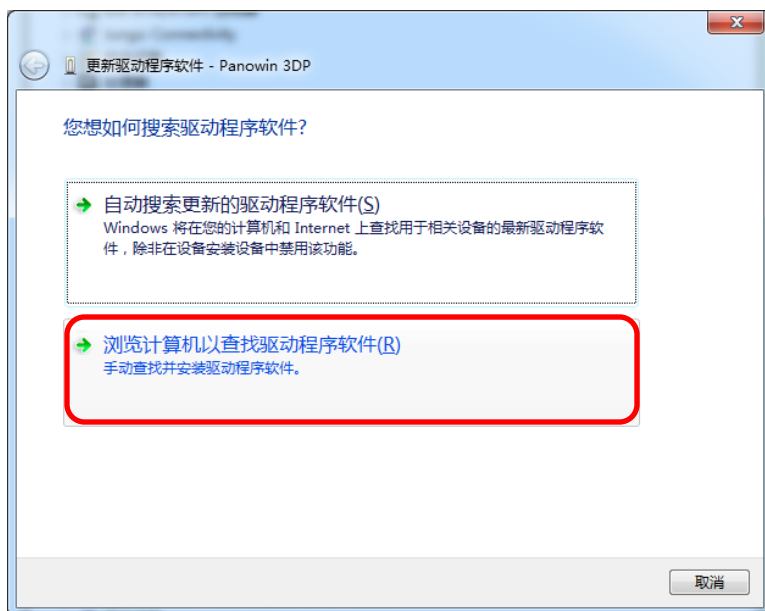 更新驱动程序软件 - Panowin 3DP
您想如何搜索驱动程序软件?
自动搜索更新的驱动程序软件(S)
Windows 将在您的计算机和 Internet 上查找用于相关设备的最新驱动程序软
件，除非在设备安装设备中禁用该功能。
浏览计算机以查找驱动程序软件(R)
手动查找并安装驱动程序软件。
取消